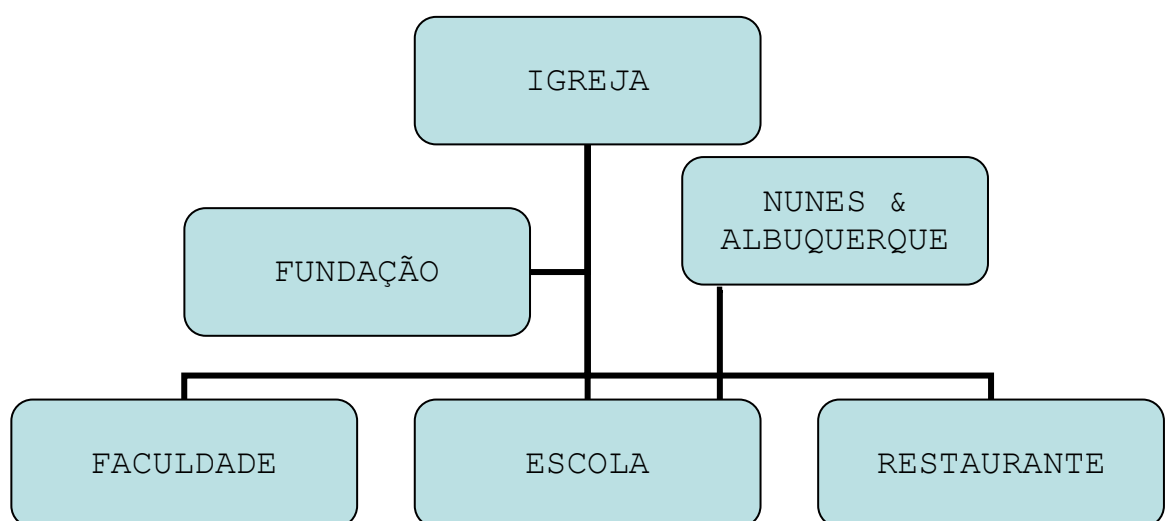 IGREJA
NUNES &
ALBUQUERQUE
FUNDAÇÃO
FACULDADE
ESCOLA
RESTAURANTE